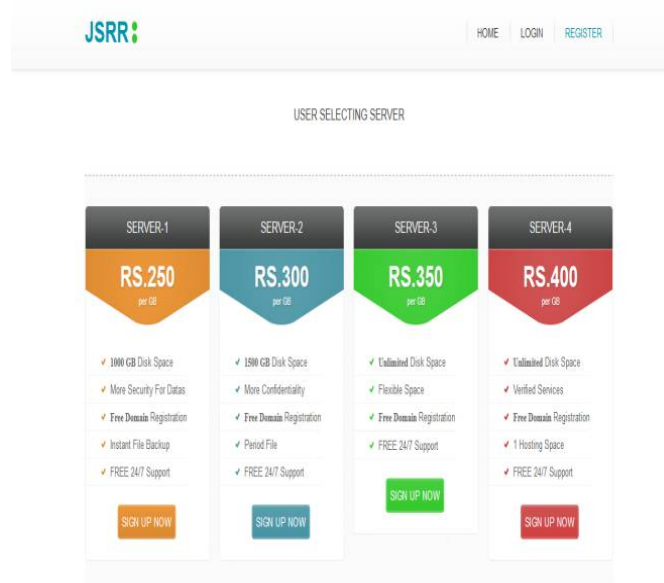 JSRR:
HOME LOGIN REGISTER
USER SELECTING SERVER
SERVER-1
RS.250
per GB
1000 GB Disk Space
More Security For Datas
Free Domain Registration
Instant File Backup
FREE 24/7 Support
SIGN UP NOW
SERVER-2
RS.300
per GB
1500 GB Disk Space
More Confidentiality
Free Domain Registration
Period File
FREE 24/7 Support
SIGN UP NOW
SERVER-3
RS.350
per GB
Unlimited Disk Space
Flexible Space
Free Domain Registration
FREE 24/7 Support
SIGN UP NOW
SERVER-4
RS.400
per GB
Unlimited Disk Space
Verified Services
Free Domain Registration
1 Hosting Space
FREE 24/7 Support
SIGN UP NOW